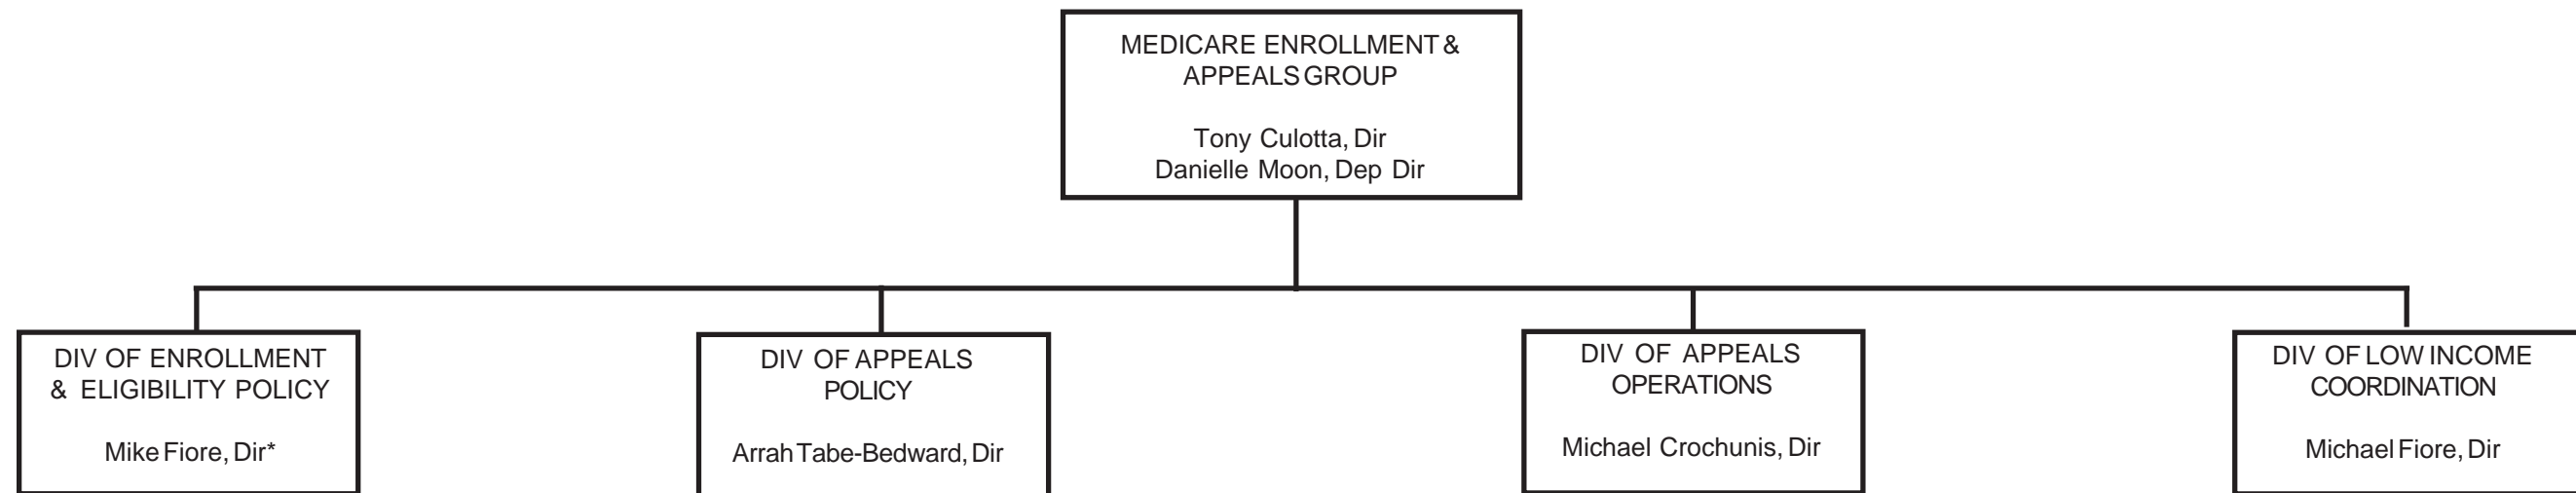 MEDICARE ENROLLMENT &
APPEALS GROUP
Tony Culotta, Dir
Danielle Moon, Dep Dir
DIV OF ENROLLMENT
& ELIGIBILITY POLICY
Mike Fiore, Dir*
DIV OF APPEALS
POLICY
Arrah Tabe-Bedward, Dir
DIV OF APPEALS
OPERATIONS
Michael Crochunis, Dir
DIV OF LOW INCOME
COORDINATION
Michael Fiore, Dir